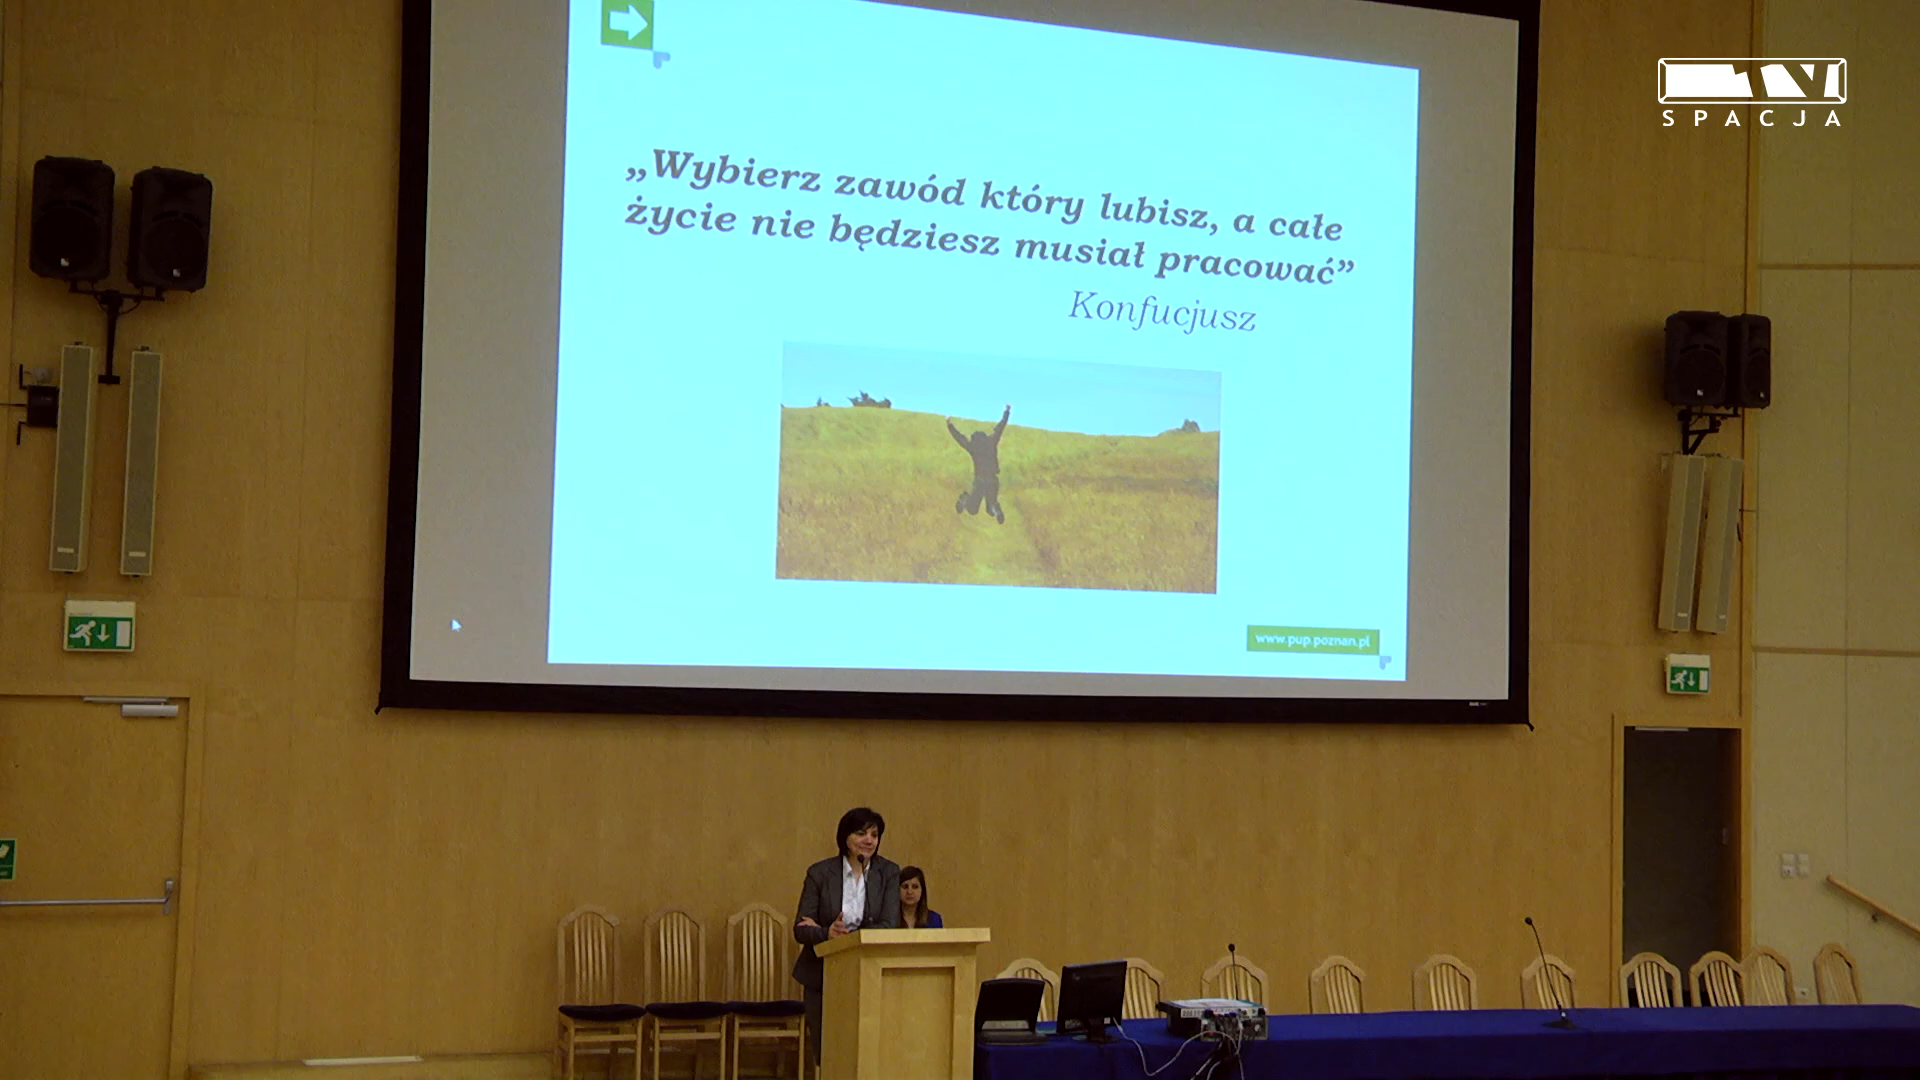 SPACJA
„Wybierz zawód który lubisz, a całe
życie nie będziesz musiał pracować”
Konfucjusz
www.pup.poznan.pl